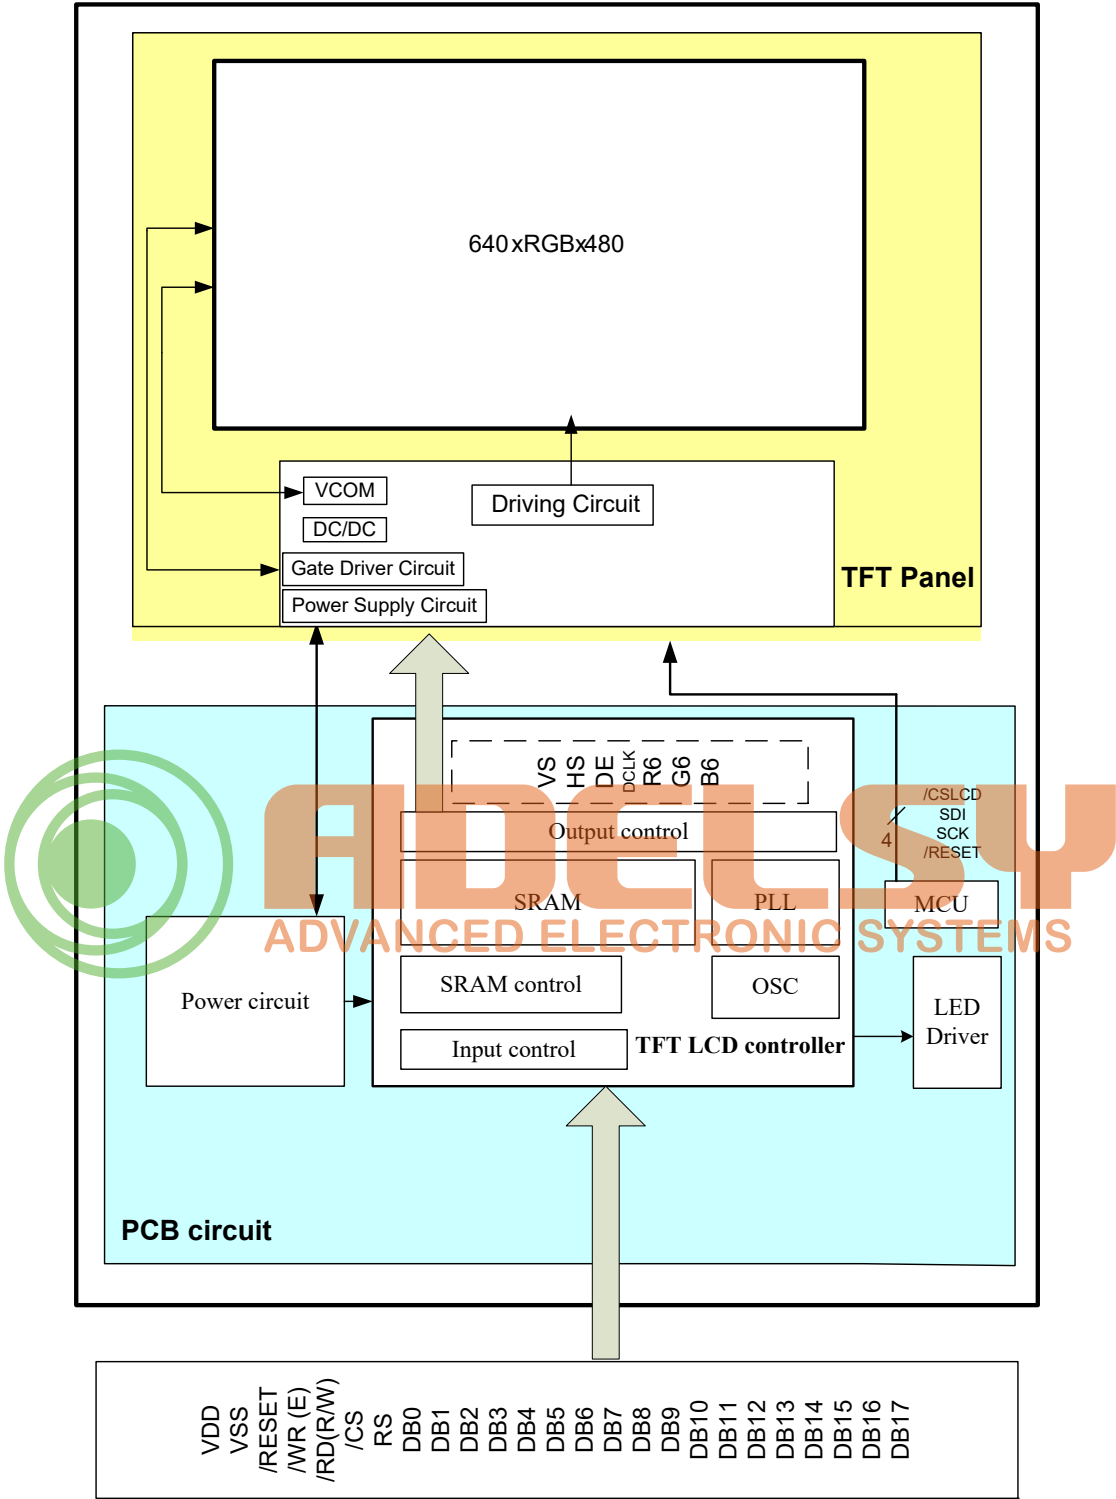 640xRGBx480
VCOM
Driving Circuit
DC/DC
Gate Driver Circuit
TFT Panel
Power Supply Circuit
VS
HS
DE
DCLK
R6
G6
B6
/CSLCD
SDI
SCK
/RESET
4
Output control
ADELSY
SRAM
PLL
MCU
ADVANCED ELECTRONIC SYSTEMS
SRAM control
OSC
Power circuit
LED
Driver
Input control
TFT LCD controller
PCB circuit
VDD
VSS
/RESET
/WR (E)
/RD(R/W)
/CS
RS
DB0
DB1
DB2
DB3
DB4
DB5
DB6
DB7
DB8
DB9
DB10
DB11
DB12
DB13
DB14
DB15
DB16
DB17